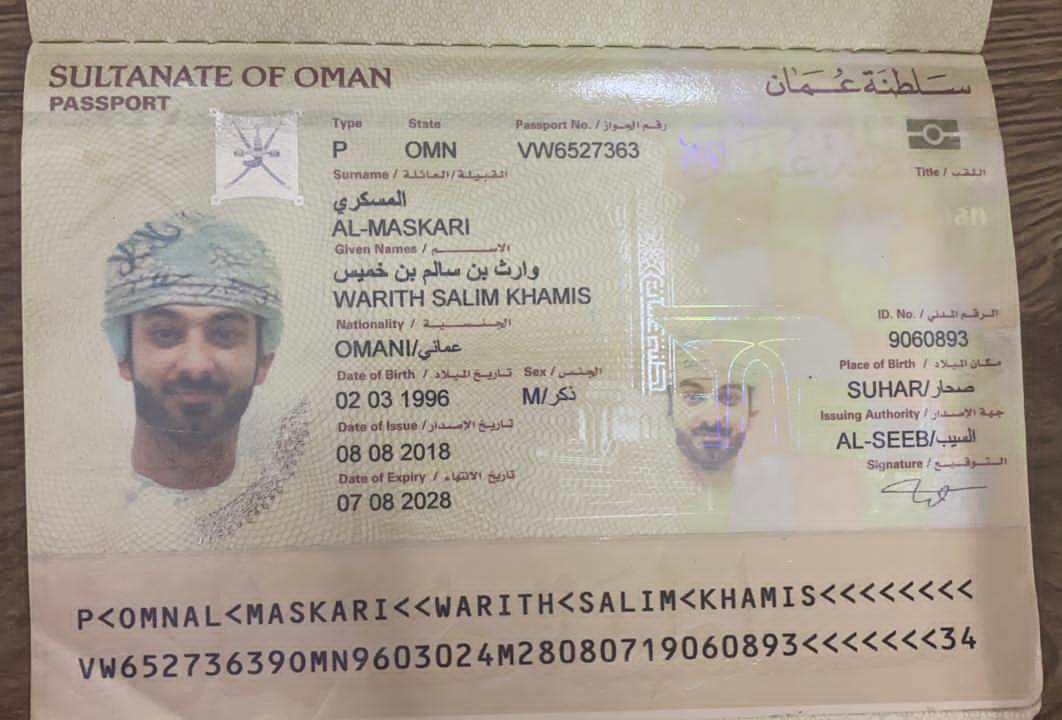 SULTANATE OF OMAN
سلطنة عُمان
PASSPORT
Type State Passport No. / رقم الجواز
P OMN VW6527363
Title / اللقب
Surname / القبيلة/العائلة
المسكري
AL-MASKARI
Given Names / الاسم
وارث بن سالم بن خميس
WARITH SALIM KHAMIS
Nationality / الجنسية
OMANI/عماني
Date of Birth / تاريخ الميلاد Sex / الجنس
02 03 1996 M/ذكر
Date of Issue / تاريخ الإصدار
08 08 2018
Date of Expiry / تاريخ الانتهاء
07 08 2028
ID. No. / الرقم المدني
9060893
Place of Birth / مكان الميلاد
SUHAR/صحار
Issuing Authority / جهة الإصدار
AL-SEEB/السيب
Signature / التوقيع
P<OMNAL<MASKARI<<WARITH<SALIM<KHAMIS<<<<<<<<
VW65273639OMN9603024M28080719060893<<<<<<<34